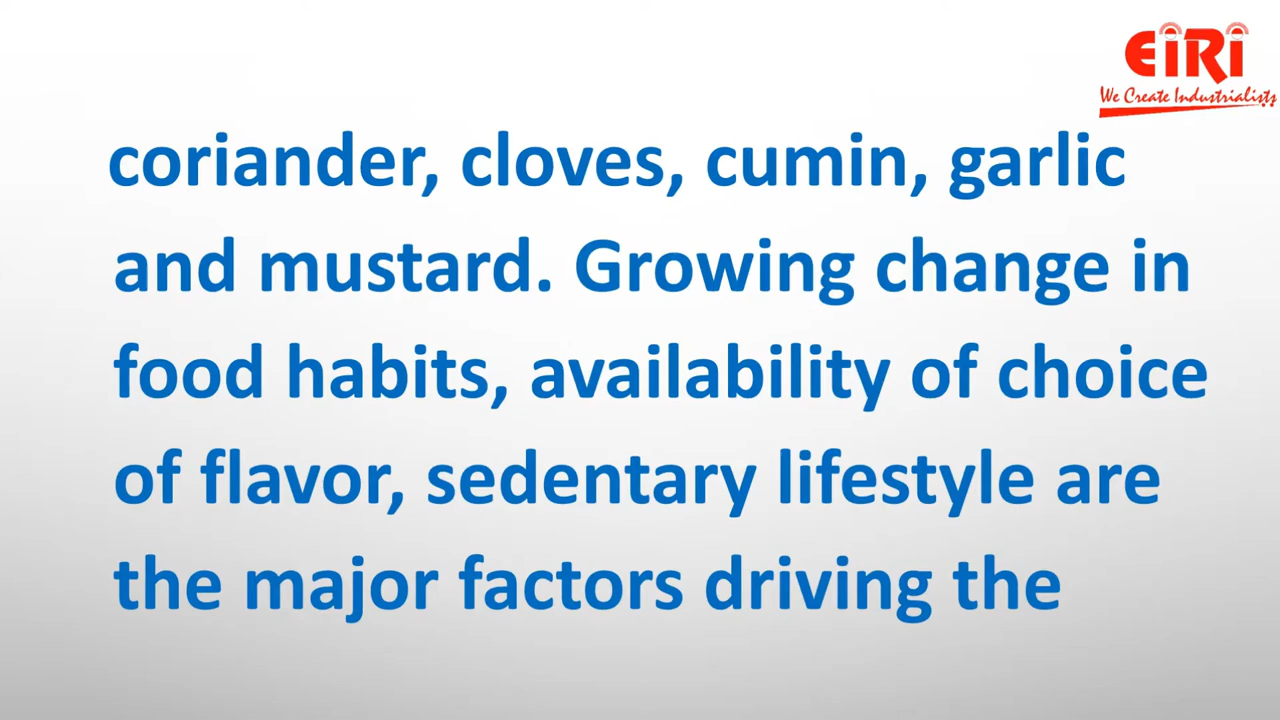 EiRi
We Create Industrialists
coriander, cloves, cumin, garlic
and mustard. Growing change in
food habits, availability of choice
of flavor, sedentary lifestyle are
the major factors driving the